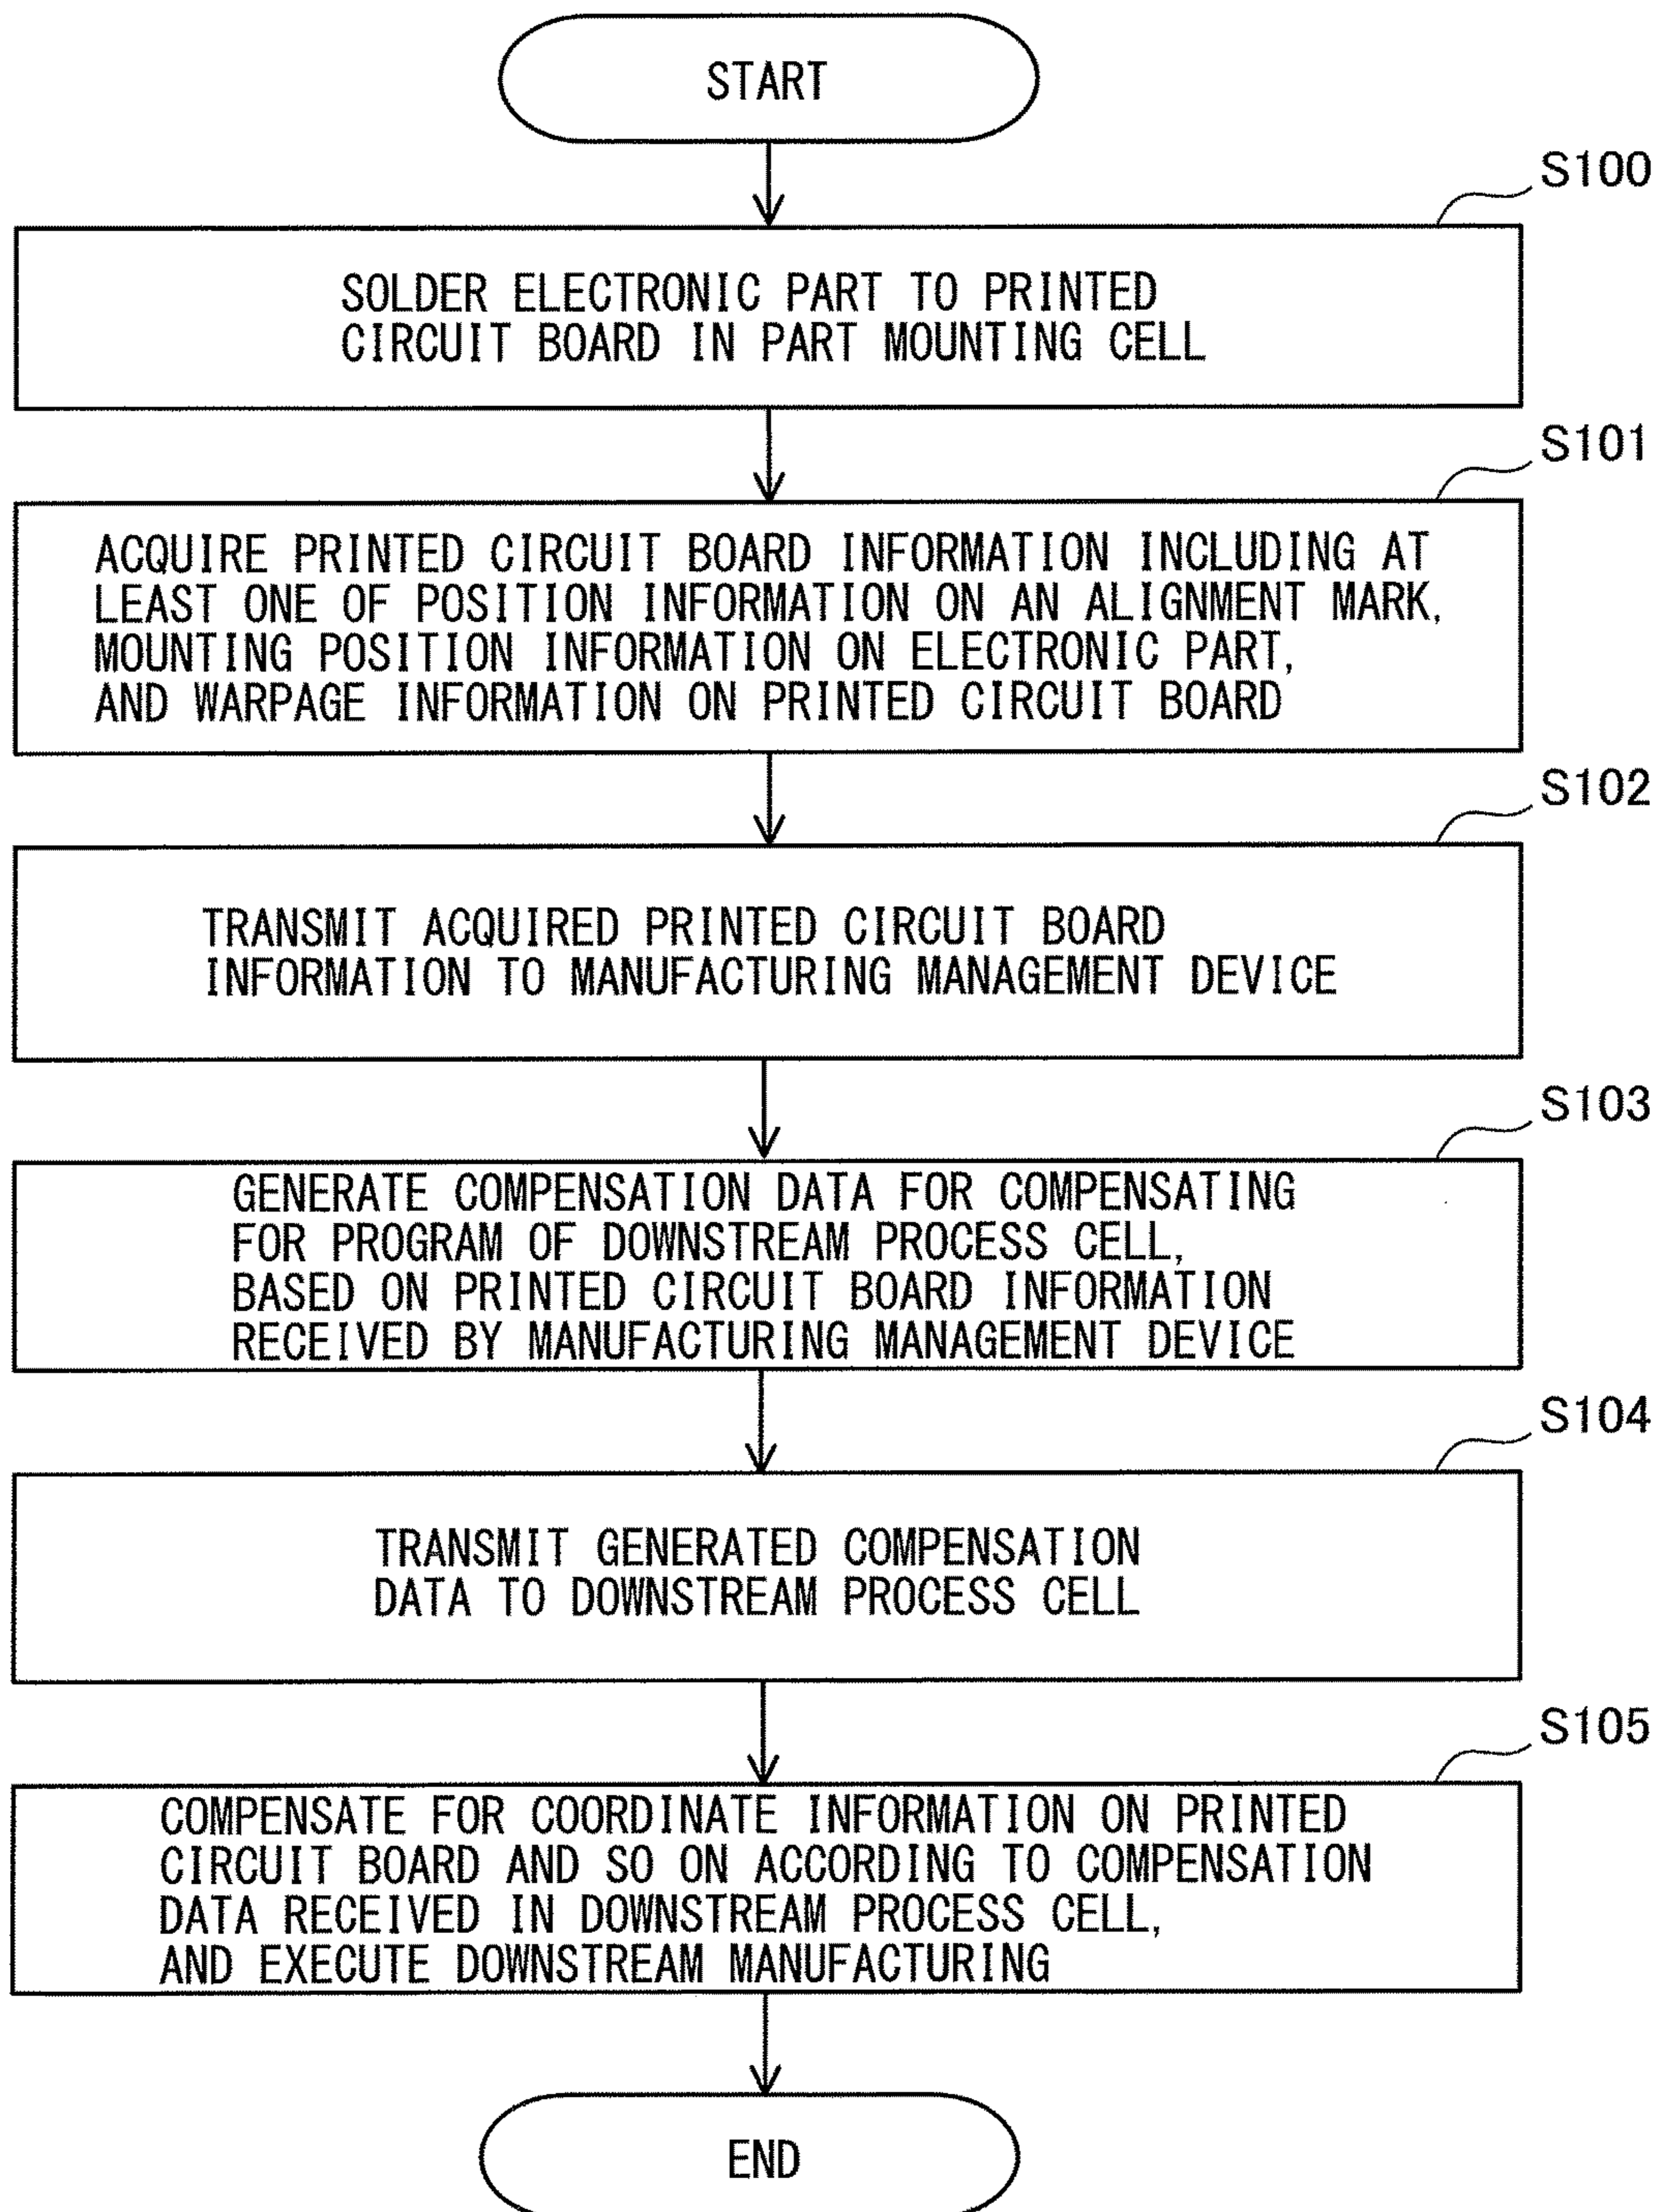 START
S100
SOLDER ELECTRONIC PART TO PRINTED
CIRCUIT BOARD IN PART MOUNTING CELL
S101
ACQUIRE PRINTED CIRCUIT BOARD INFORMATION INCLUDING AT
LEAST ONE OF POSITION INFORMATION ON AN ALIGNMENT MARK,
MOUNTING POSITION INFORMATION ON ELECTRONIC PART,
AND WARPAGE INFORMATION ON PRINTED CIRCUIT BOARD
S102
TRANSMIT ACQUIRED PRINTED CIRCUIT BOARD
INFORMATION TO MANUFACTURING MANAGEMENT DEVICE
S103
GENERATE COMPENSATION DATA FOR COMPENSATING
FOR PROGRAM OF DOWNSTREAM PROCESS CELL,
BASED ON PRINTED CIRCUIT BOARD INFORMATION
RECEIVED BY MANUFACTURING MANAGEMENT DEVICE
S104
TRANSMIT GENERATED COMPENSATION
DATA TO DOWNSTREAM PROCESS CELL
S105
COMPENSATE FOR COORDINATE INFORMATION ON PRINTED
CIRCUIT BOARD AND SO ON ACCORDING TO COMPENSATION
DATA RECEIVED IN DOWNSTREAM PROCESS CELL,
AND EXECUTE DOWNSTREAM MANUFACTURING
END